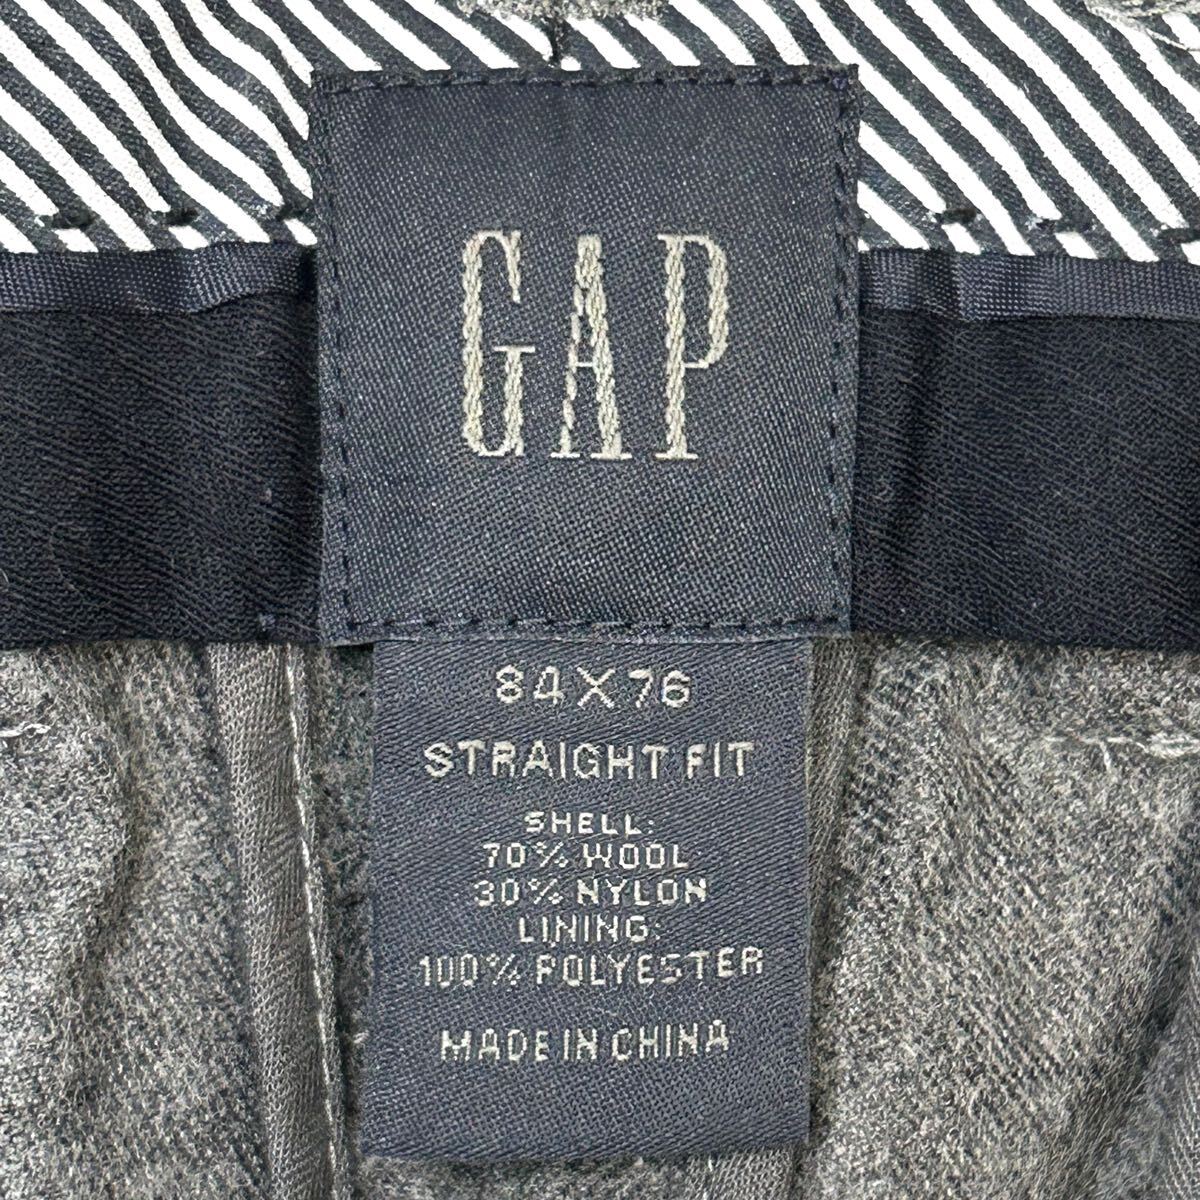 GAP
84X76
STRAIGHT FIT
SHELL:
70% WOOL
30% NYLON
LINING:
100% POLYESTER
MADE IN CHINA